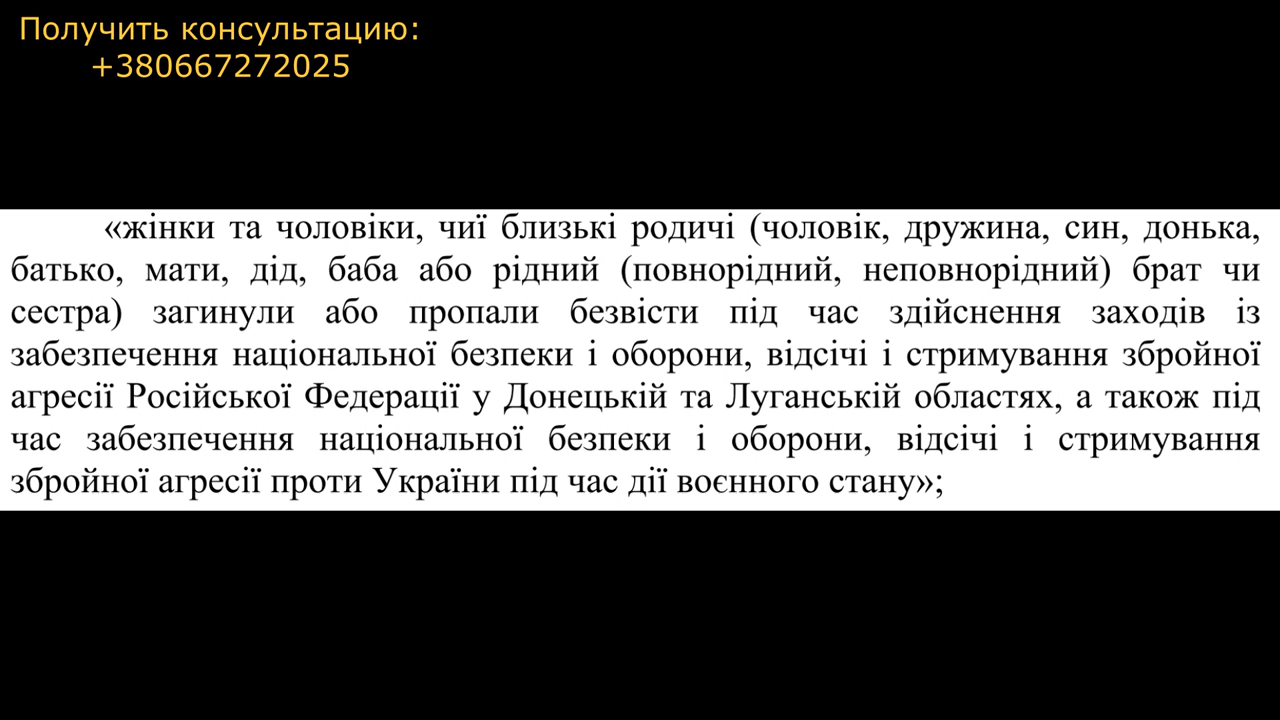 Получить консультацию:
+380667272025
«жінки та чоловіки, чиї близькі родичі (чоловік, дружина, син, донька,
батько, мати, дід, баба або рідний (повнорідний, неповнорідний) брат чи
сестра) загинули або пропали безвісти під час здійснення заходів із
забезпечення національної безпеки і оборони, відсічі і стримування збройної
агресії Російської Федерації у Донецькій та Луганській областях, а також під
час забезпечення національної безпеки і оборони, відсічі і стримування
збройної агресії проти України під час дії воєнного стану»;